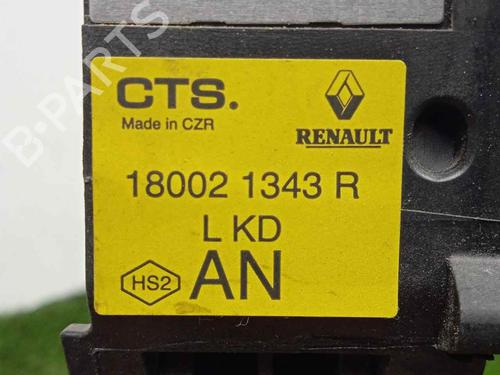 CTS.
Made in CZR
RENAULT
18002 1343 R
L KD
HS2
AN
B-PARTS